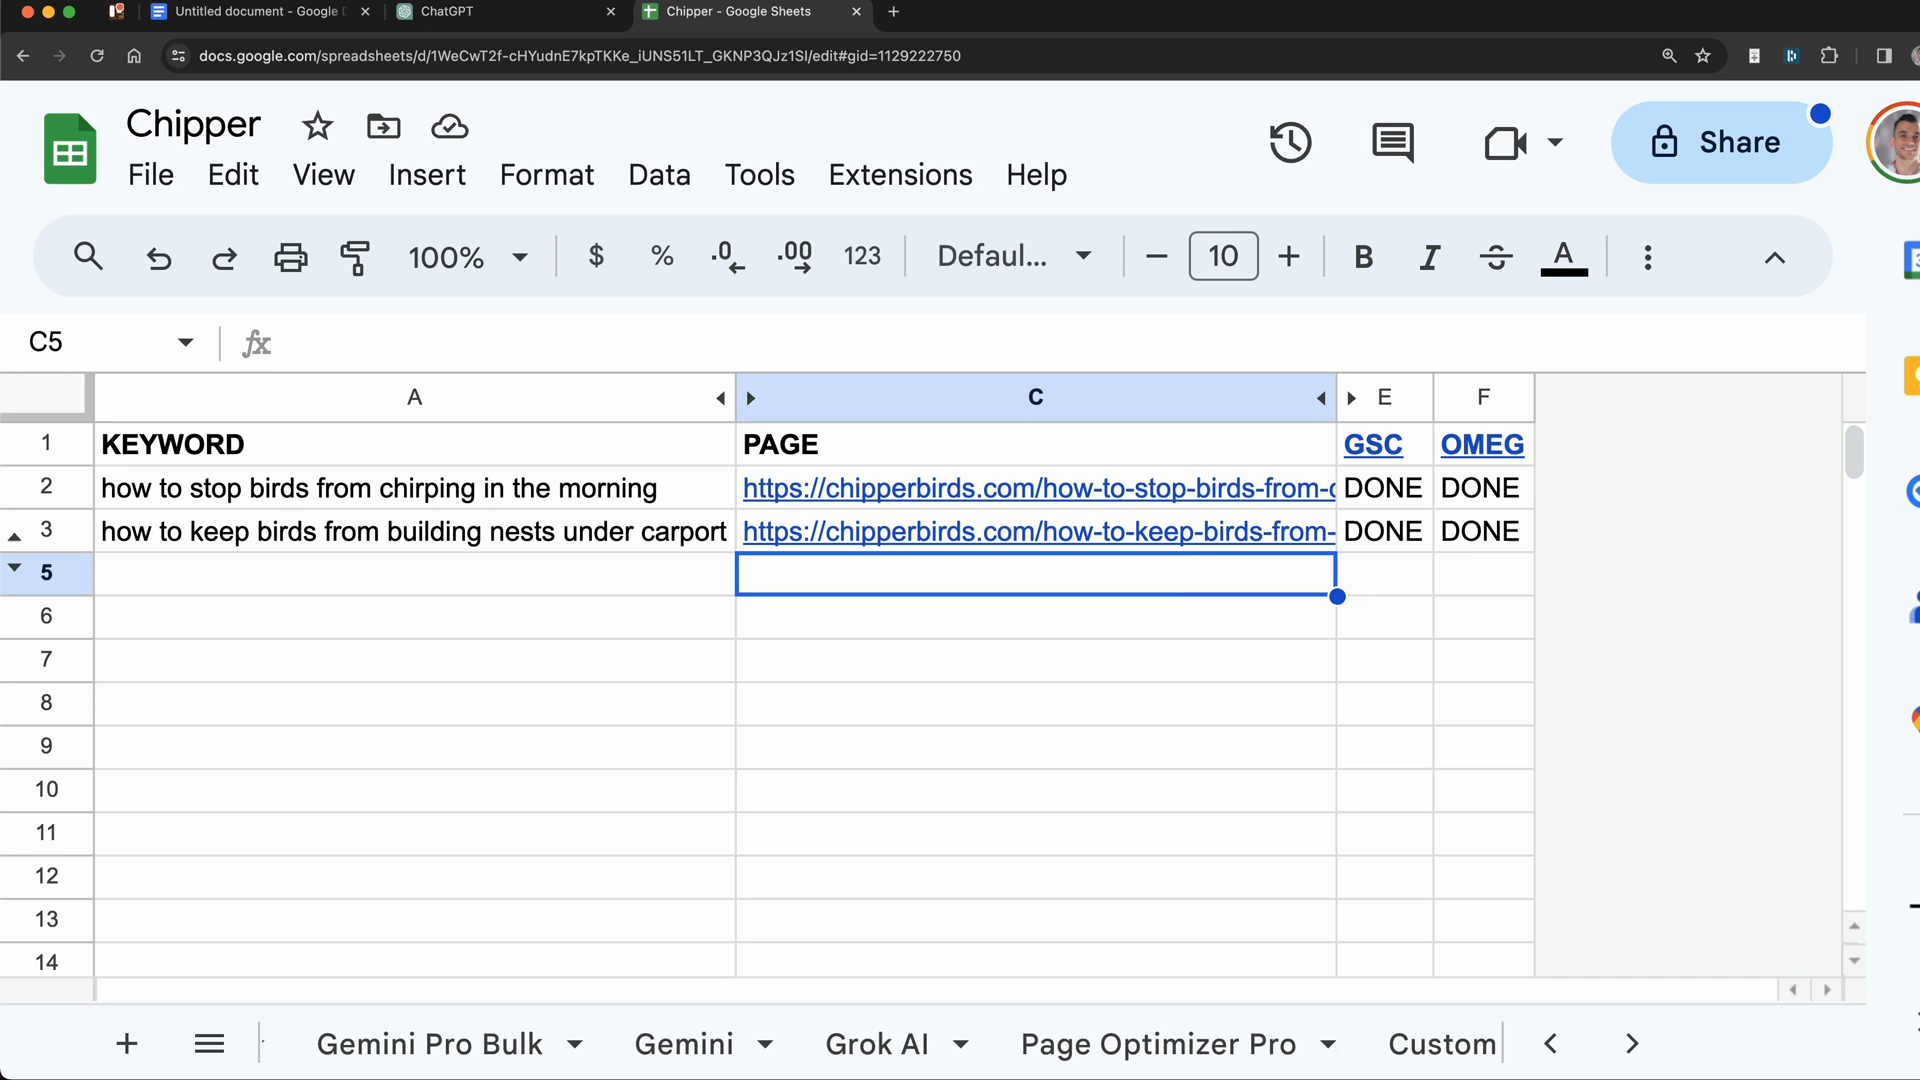 Untitled document - Google D
ChatGPT
Chipper - Google Sheets
docs.google.com/spreadsheets/d/1WeCwT2f-cHYudnE7kpTKKe_iUNS51LT_GKNP3QJz1SI/edit#gid=1129222750
Chipper
Share
File Edit View Insert Format Data Tools Extensions Help
100% $ % .0 .00 123 Defaul... − 10 + B I S A
C5 fx
A C E F
1 KEYWORD PAGE GSC OMEG
2 how to stop birds from chirping in the morning https://chipperbirds.com/how-to-stop-birds-from-c DONE DONE
3 how to keep birds from building nests under carport https://chipperbirds.com/how-to-keep-birds-from- DONE DONE
5
6
7
8
9
10
11
12
13
14
Gemini Pro Bulk Gemini Grok AI Page Optimizer Pro Custom